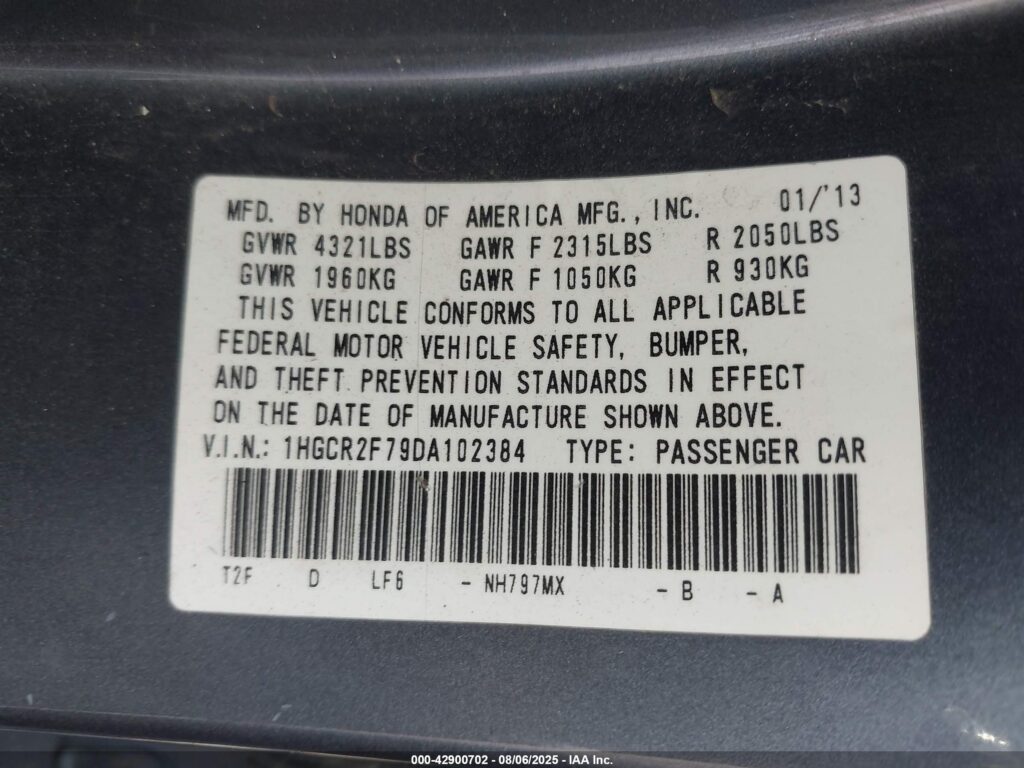 MFD. BY HONDA OF AMERICA MFG., INC. 01/'13
GVWR 4321LBS GAWR F 2315LBS R 2050LBS
GVWR 1960KG GAWR F 1050KG R 930KG
THIS VEHICLE CONFORMS TO ALL APPLICABLE
FEDERAL MOTOR VEHICLE SAFETY, BUMPER,
AND THEFT PREVENTION STANDARDS IN EFFECT
ON THE DATE OF MANUFACTURE SHOWN ABOVE.
V.I.N.: 1HGCR2F79DA102384 TYPE: PASSENGER CAR
T2F D LF6 - NH797MX - B - A
000-42900702 - 08/06/2025 - IAA Inc.